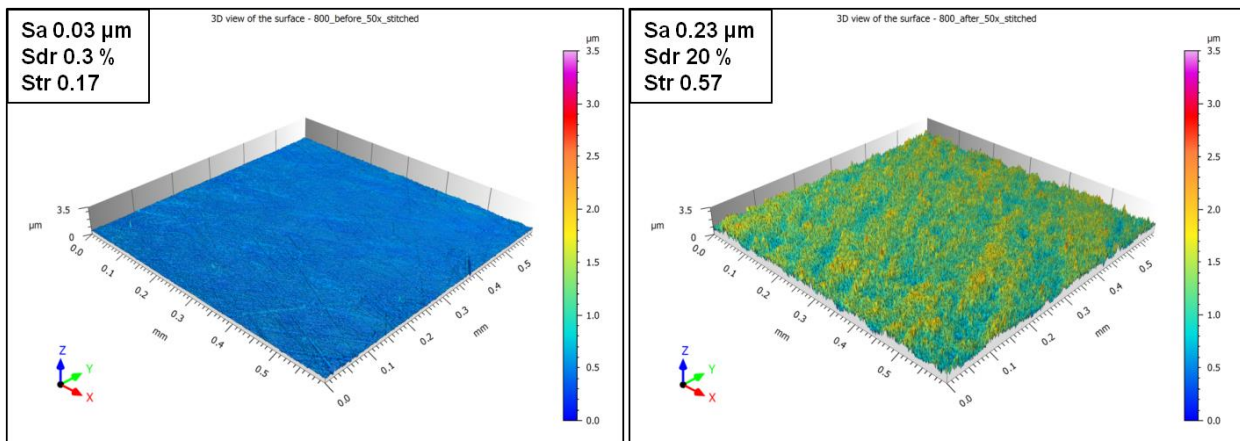 3D view of the surface - 800_before_50x_stitched
Sa 0.03 µm
Sdr 0.3 %
Str 0.17
µm
3.5
3.0
2.5
2.0
1.5
1.0
0.5
0.0
µm
3.5
0
0.0
0.1
0.2
0.3
0.4
0.5
mm
0.0
0.1
0.2
0.3
0.4
0.5
mm
Z
Y
X
3D view of the surface - 800_after_50x_stitched
Sa 0.23 µm
Sdr 20 %
Str 0.57
µm
3.5
3.0
2.5
2.0
1.5
1.0
0.5
0.0
µm
3.5
0
0.0
0.1
0.2
0.3
0.4
0.5
mm
0.0
0.1
0.2
0.3
0.4
0.5
mm
Z
Y
X